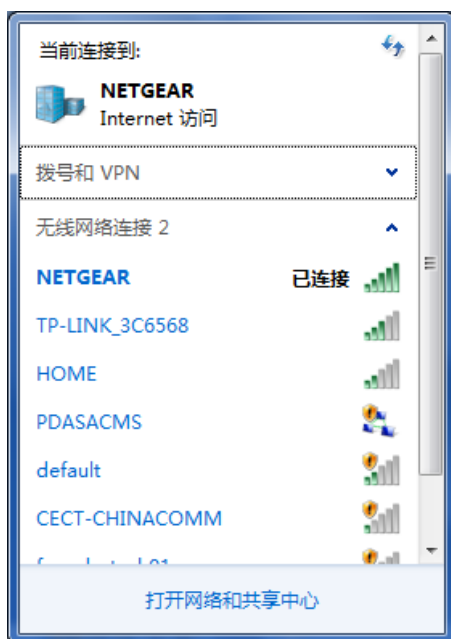 当前连接到:
NETGEAR
Internet 访问
拨号和 VPN
无线网络连接 2
NETGEAR 已连接
TP-LINK_3C6568
HOME
PDASACMS
default
CECT-CHINACOMM
打开网络和共享中心